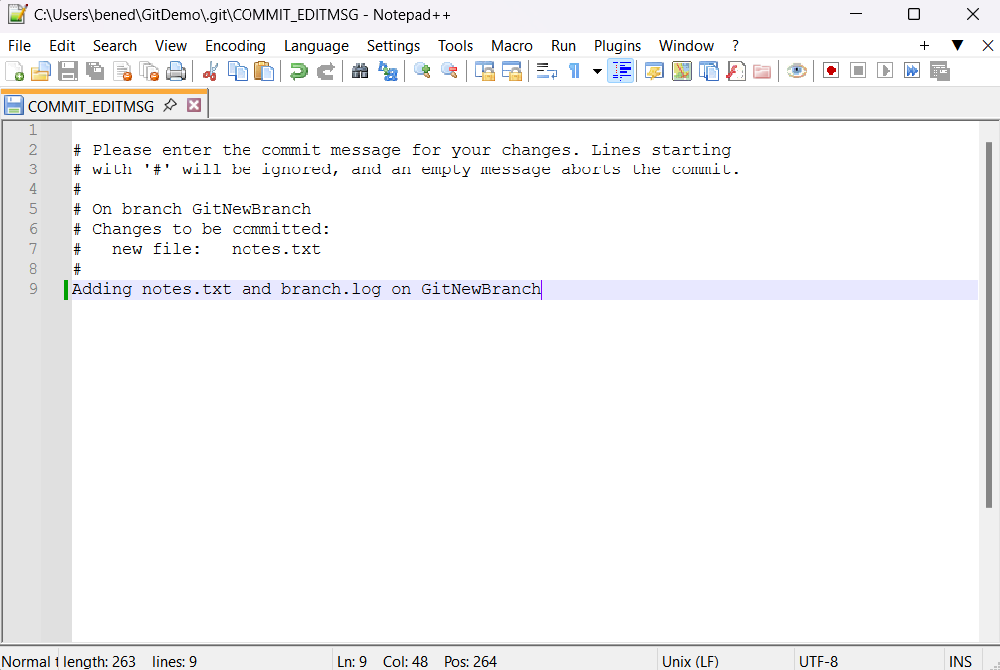 C:\Users\bened\GitDemo\.git\COMMIT_EDITMSG - Notepad++
File Edit Search View Encoding Language Settings Tools Macro Run Plugins Window ?
COMMIT_EDITMSG
1
2 # Please enter the commit message for your changes. Lines starting
3 # with '#' will be ignored, and an empty message aborts the commit.
4 #
5 # On branch GitNewBranch
6 # Changes to be committed:
7 #   new file:   notes.txt
8 #
9 Adding notes.txt and branch.log on GitNewBranch
Normal t length: 263 lines: 9 Ln: 9 Col: 48 Pos: 264 Unix (LF) UTF-8 INS